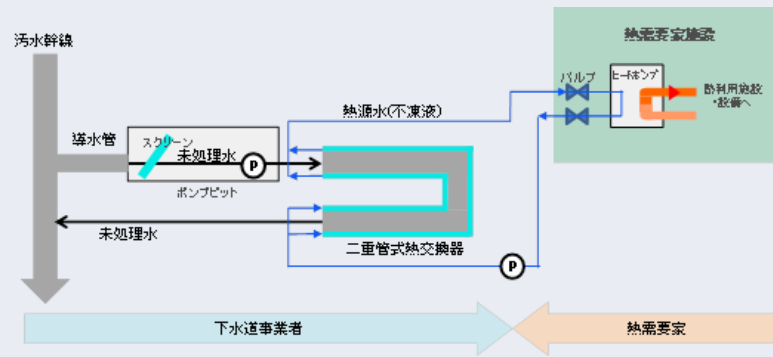 汚水幹線
熱需要家施設
バルブ
ヒートポンプ
熱利用施設
・設備へ
熱源水(不凍液)
導水管
スクリーン
未処理水
P
ポンプピット
未処理水
二重管式熱交換器
P
下水道事業者
熱需要家